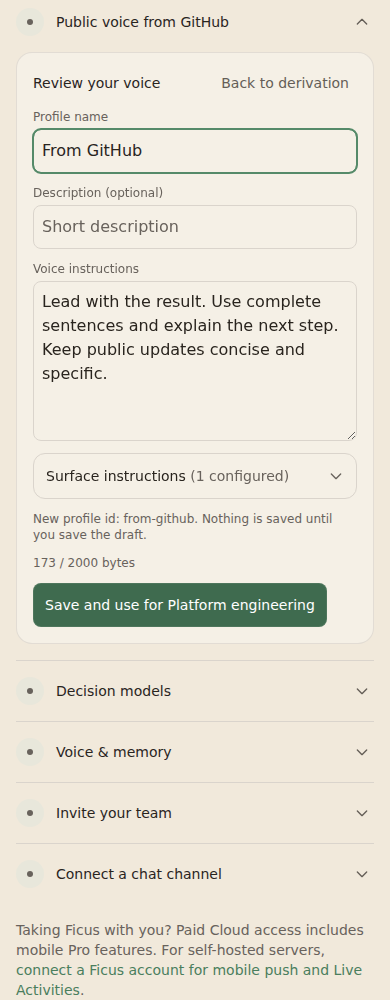 Public voice from GitHub
Review your voice
Back to derivation
Profile name
From GitHub
Description (optional)
Short description
Voice instructions
Lead with the result. Use complete
sentences and explain the next step.
Keep public updates concise and
specific.
Surface instructions (1 configured)
New profile id: from-github. Nothing is saved until
you save the draft.
173 / 2000 bytes
Save and use for Platform engineering
Decision models
Voice & memory
Invite your team
Connect a chat channel
Taking Ficus with you? Paid Cloud access includes
mobile Pro features. For self-hosted servers,
connect a Ficus account for mobile push and Live
Activities.